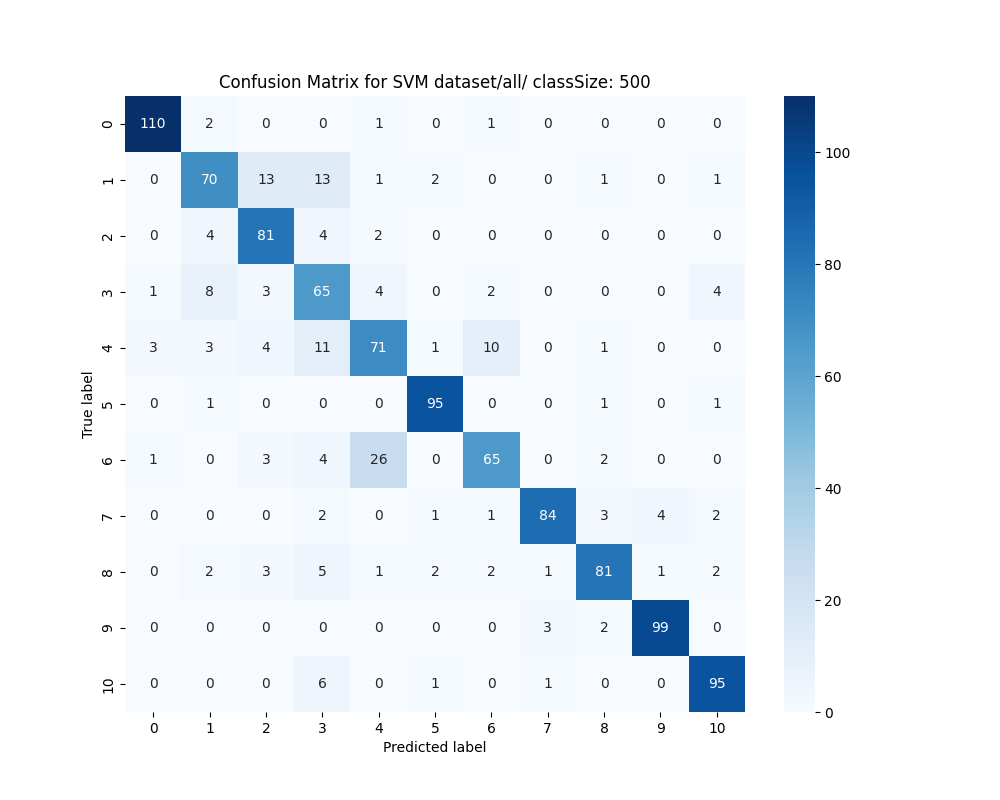 Confusion Matrix for SVM dataset/all/ classSize: 500
0 110 2 0 0 1 0 1 0 0 0 0
1 0 70 13 13 1 2 0 0 1 0 1
2 0 4 81 4 2 0 0 0 0 0 0
3 1 8 3 65 4 0 2 0 0 0 4
4 3 3 4 11 71 1 10 0 1 0 0
5 0 1 0 0 0 95 0 0 1 0 1
6 1 0 3 4 26 0 65 0 2 0 0
7 0 0 0 2 0 1 1 84 3 4 2
8 0 2 3 5 1 2 2 1 81 1 2
9 0 0 0 0 0 0 0 3 2 99 0
10 0 0 0 6 0 1 1 0 0 0 95
0 1 2 3 4 5 6 7 8 9 10
Predicted label
True label
100
80
60
40
20
0